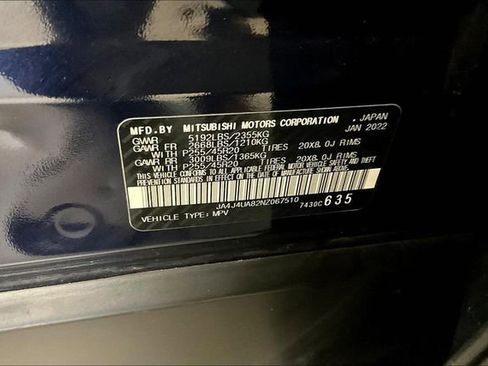 MFD.BY MITSUBISHI MOTORS CORPORATION . JAPAN
GVWR 5192LBS/2355KG JAN 2022
GAWR FR 2668LBS/1210KG
WITH P255/45R20 TIRES 20X8.0J RIMS
GAWR RR 3009LBS/1365KG
WITH P255/45R20 TIRES 20X8.0J RIMS
THIS VEHICLE CONFORMS TO ALL APPLICABLE FEDERAL
MOTOR VEHICLE SAFETY AND THEFT PREVENTION
STANDARDS IN EFFECT ON THE DATE OF MANUFACTURE
SHOWN ABOVE.
JA4J4UA82NZ067510
7430C 635
VEHICLE TYPE: MPV